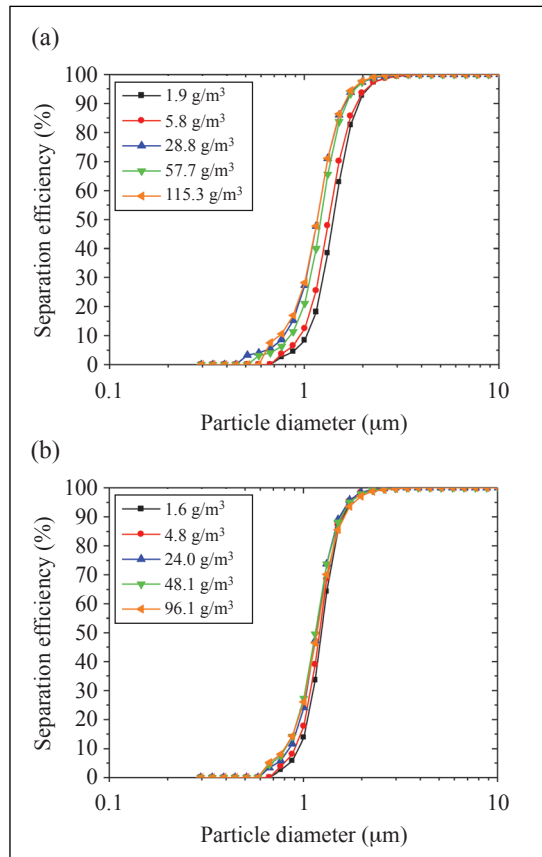 (a)
Separation efficiency (%)
100
90
80
70
60
50
40
30
20
10
0
1.9 g/m³
5.8 g/m³
28.8 g/m³
57.7 g/m³
115.3 g/m³
0.1 1 10
Particle diameter (μm)
(b)
Separation efficiency (%)
100
90
80
70
60
50
40
30
20
10
0
1.6 g/m³
4.8 g/m³
24.0 g/m³
48.1 g/m³
96.1 g/m³
0.1 1 10
Particle diameter (μm)